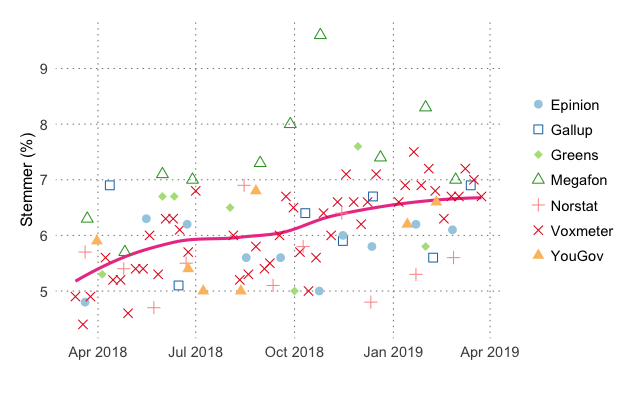 Stemmer (%)
9
8
7
6
5
Apr 2018
Jul 2018
Oct 2018
Jan 2019
Apr 2019
Epinion
Gallup
Greens
Megafon
Norstat
Voxmeter
YouGov